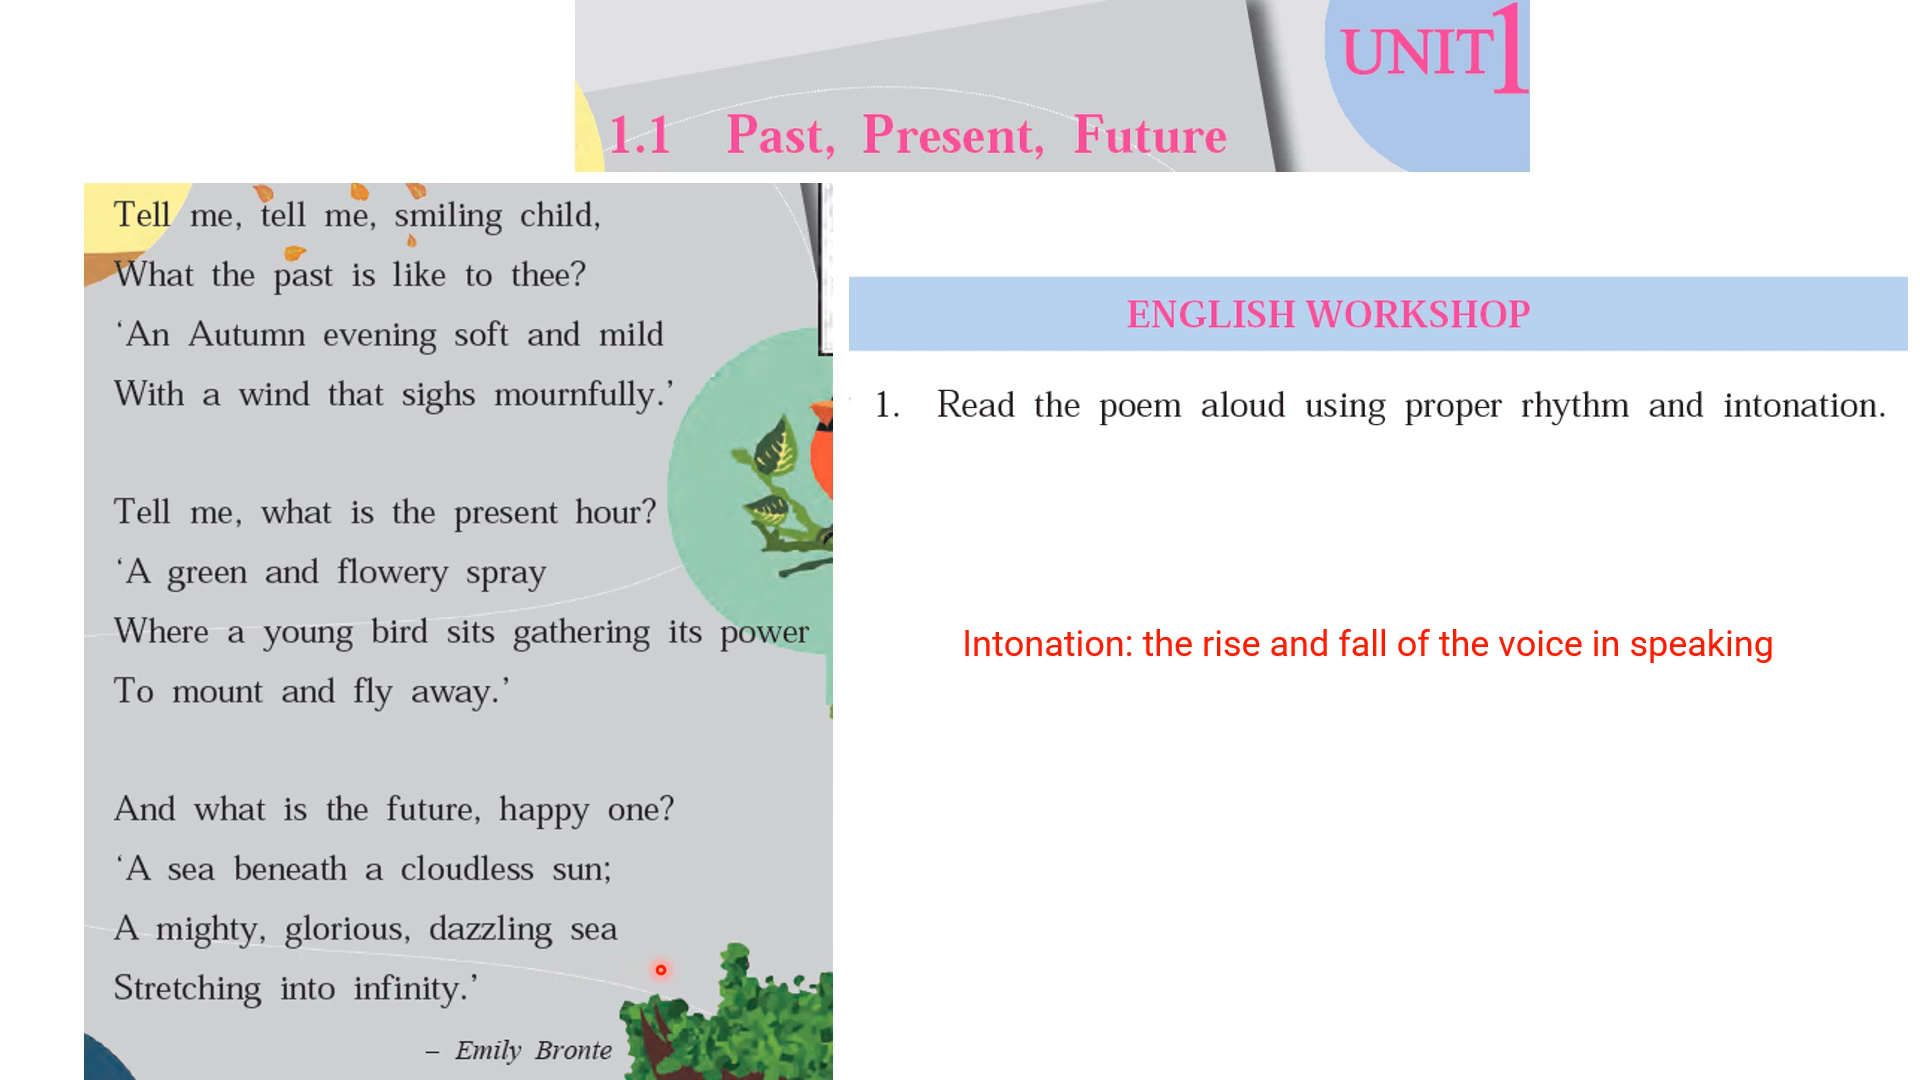 UNIT 1
1.1 Past, Present, Future
Tell me, tell me, smiling child,
What the past is like to thee?
‘An Autumn evening soft and mild
With a wind that sighs mournfully.’
Tell me, what is the present hour?
‘A green and flowery spray
Where a young bird sits gathering its power
To mount and fly away.’
And what is the future, happy one?
‘A sea beneath a cloudless sun;
A mighty, glorious, dazzling sea
Stretching into infinity.’
– Emily Bronte
ENGLISH WORKSHOP
1. Read the poem aloud using proper rhythm and intonation.
Intonation: the rise and fall of the voice in speaking